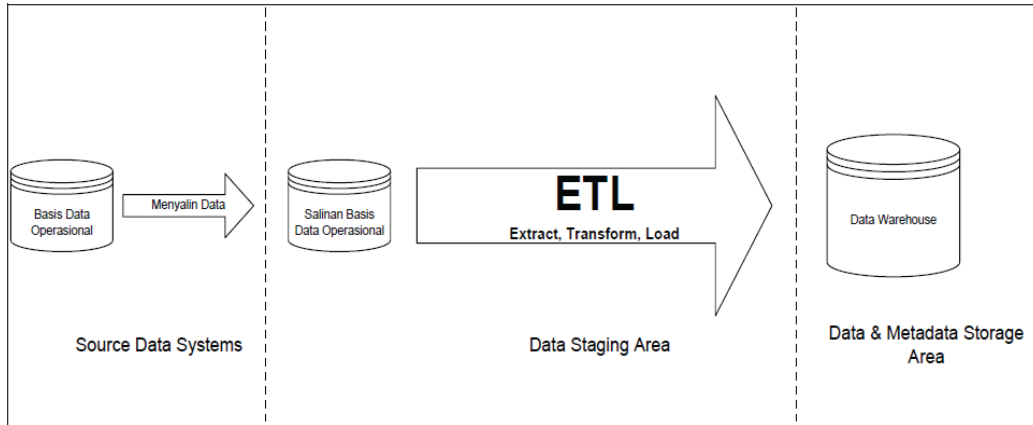 Basis Data
Operasional
Menyalin Data
Salinan Basis
Data Operasional
ETL
Extract, Transform, Load
Data Warehouse
Source Data Systems
Data Staging Area
Data & Metadata Storage
Area